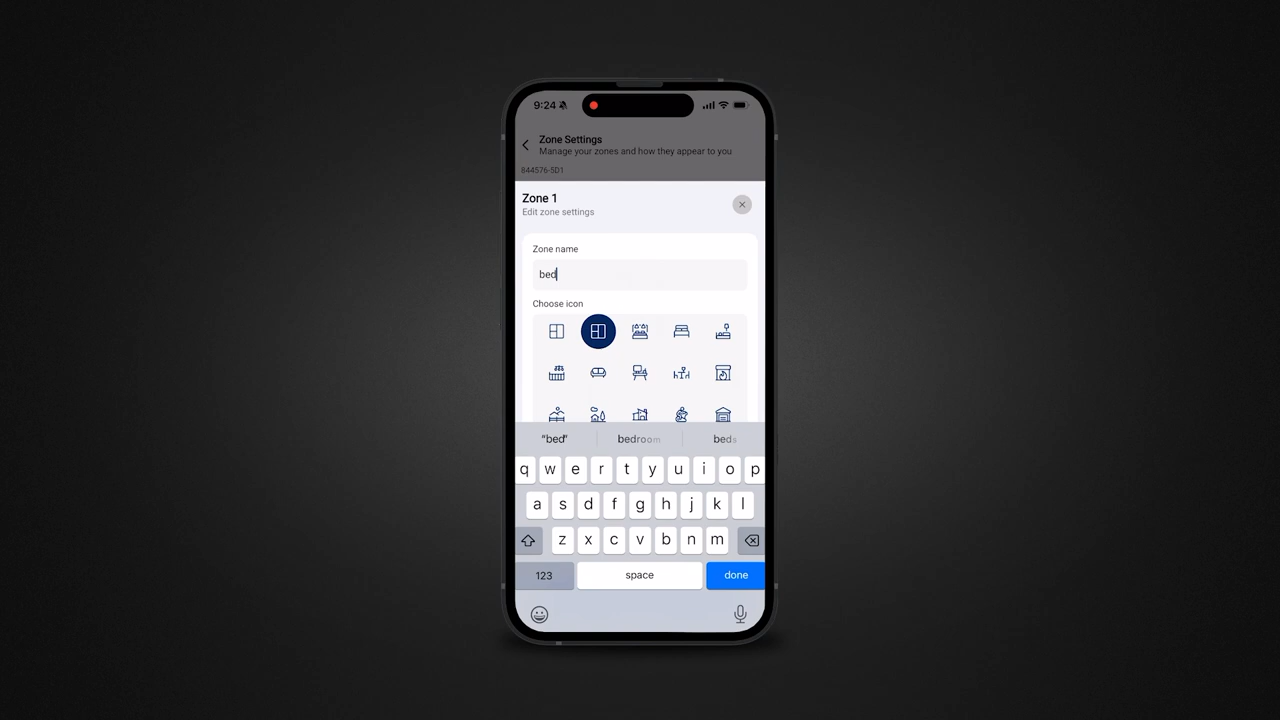 9:24
Zone Settings
Manage your zones and how they appear to you
844576-5D1
Zone 1
Edit zone settings
Zone name
bed
Choose icon
“bed” bedroom beds
q w e r t y u i o p
a s d f g h j k l
z x c v b n m
123 space done